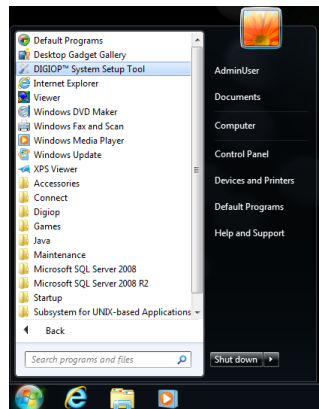 Default Programs
Desktop Gadget Gallery
DIGIOP™ System Setup Tool
Internet Explorer
Viewer
Windows DVD Maker
Windows Fax and Scan
Windows Media Player
Windows Update
XPS Viewer
Accessories
Connect
Digiop
Games
Java
Maintenance
Microsoft SQL Server 2008
Microsoft SQL Server 2008 R2
Startup
Subsystem for UNIX-based Applications
Back
Search programs and files
AdminUser
Documents
Computer
Control Panel
Devices and Printers
Default Programs
Help and Support
Shut down